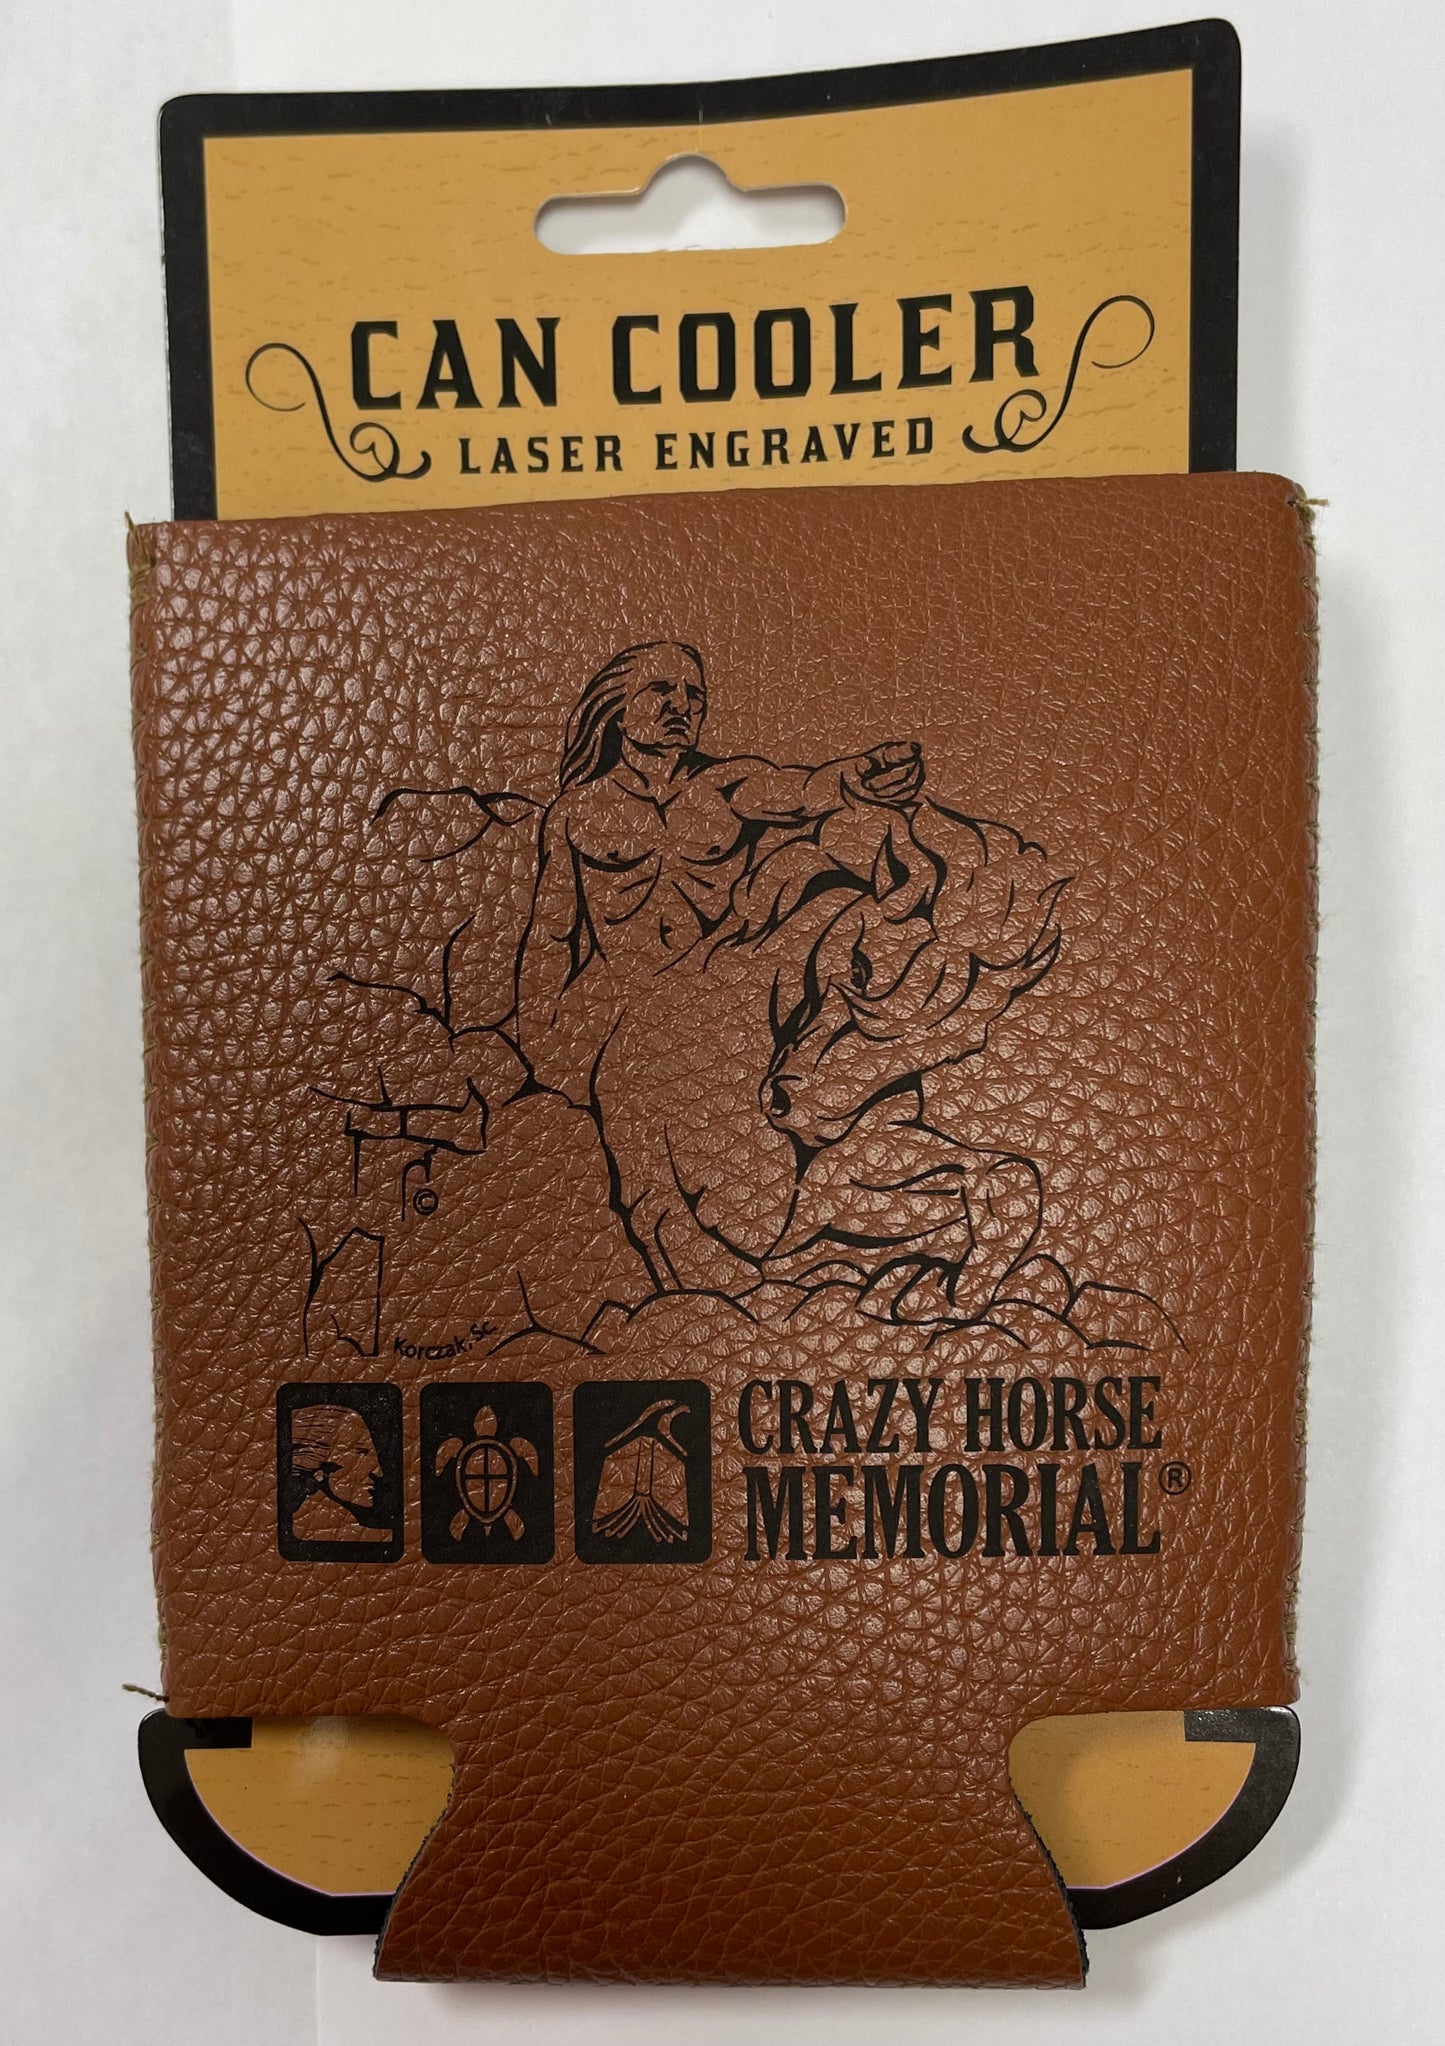 CAN COOLER
LASER ENGRAVED
©
Korczak, Sc
CRAZY HORSE
MEMORIAL®